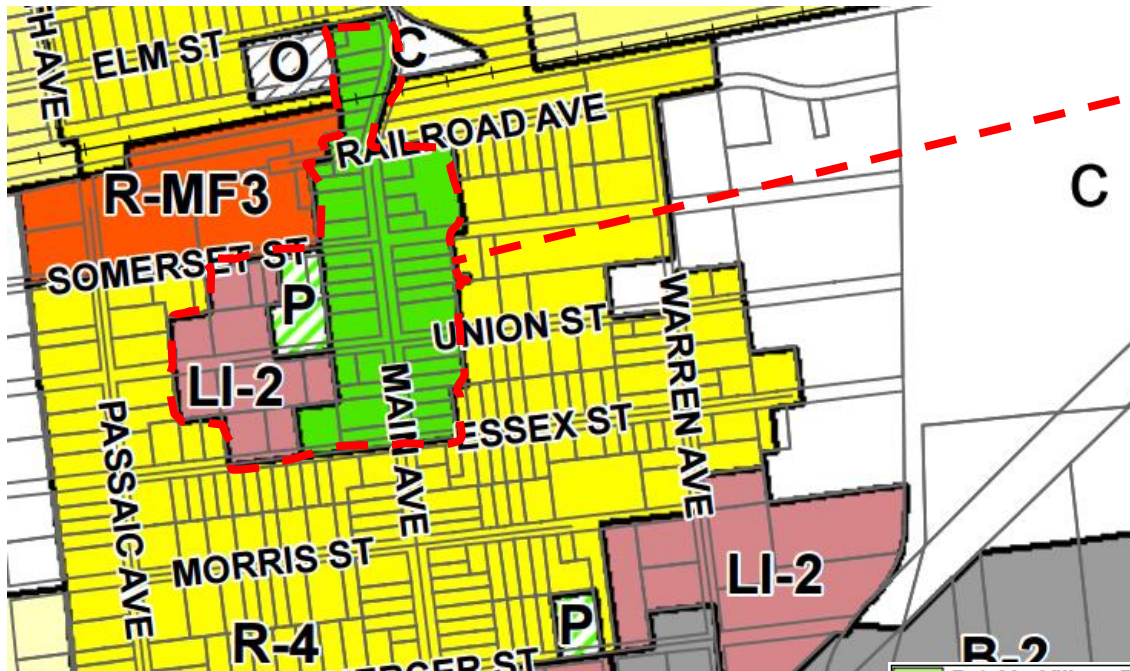 H AVE
ELM ST
O
C
RAILROAD AVE
R-MF3
C
SOMERSET ST
P
UNION ST
WARREN AVE
LI-2
MAIN AVE
PASSAIC AVE
ESSEX ST
MORRIS ST
LI-2
P
R-4
B-2